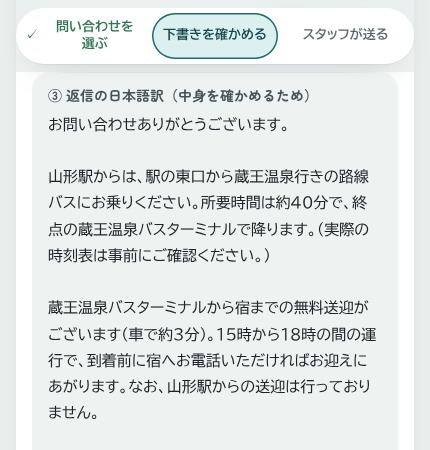 ✓ 問い合わせを
選ぶ
下書きを確かめる
スタッフが送る
③ 返信の日本語訳（中身を確かめるため）
お問い合わせありがとうございます。
山形駅からは、駅の東口から蔵王温泉行きの路線
バスにお乗りください。所要時間は約40分で、終
点の蔵王温泉バスターミナルで降ります。（実際の
時刻表は事前にご確認ください。）
蔵王温泉バスターミナルから宿までの無料送迎が
ございます（車で約3分）。15時から18時の間の運
行で、到着前に宿へお電話いただければお迎えに
あがります。なお、山形駅からの送迎は行っており
ません。